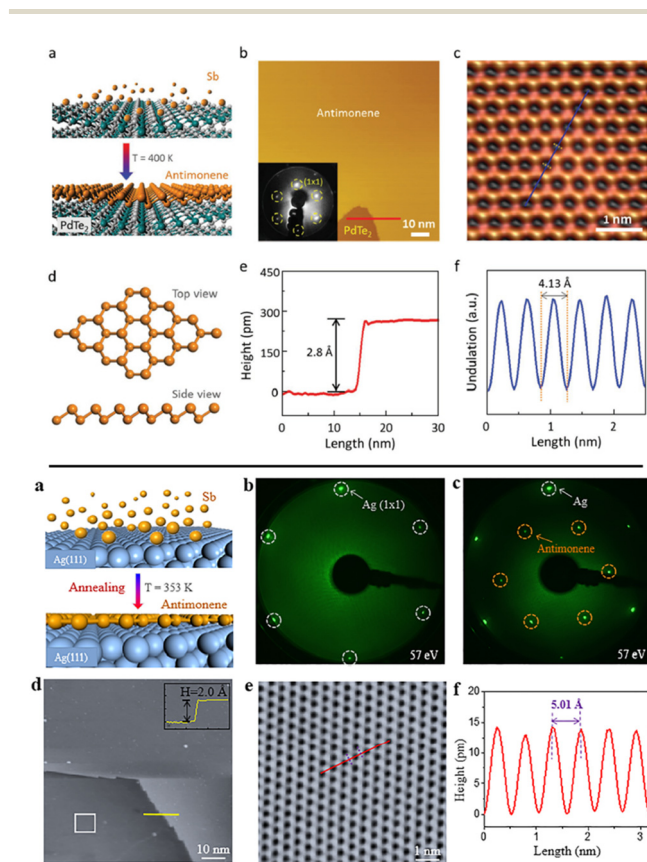 a
Sb
T = 400 K
Antimonene
PdTe₂
b
Antimonene
(1x1)
PdTe₂
10 nm
c
1 nm
d
Top view
Side view
e
Height (pm)
450
300
150
0
2.8 Å
0 10 20 30
Length (nm)
f
Undulation (a.u.)
4.13 Å
0 1 2
Length (nm)
a
Sb
Ag(111)
Annealing
T = 353 K
Antimonene
Ag(111)
b
Ag (1x1)
57 eV
c
Ag
Antimonene
57 eV
d
H=2.0 Å
10 nm
e
1 nm
f
Height (pm)
20
15
10
5
0
5.01 Å
0 1 2 3
Length (nm)